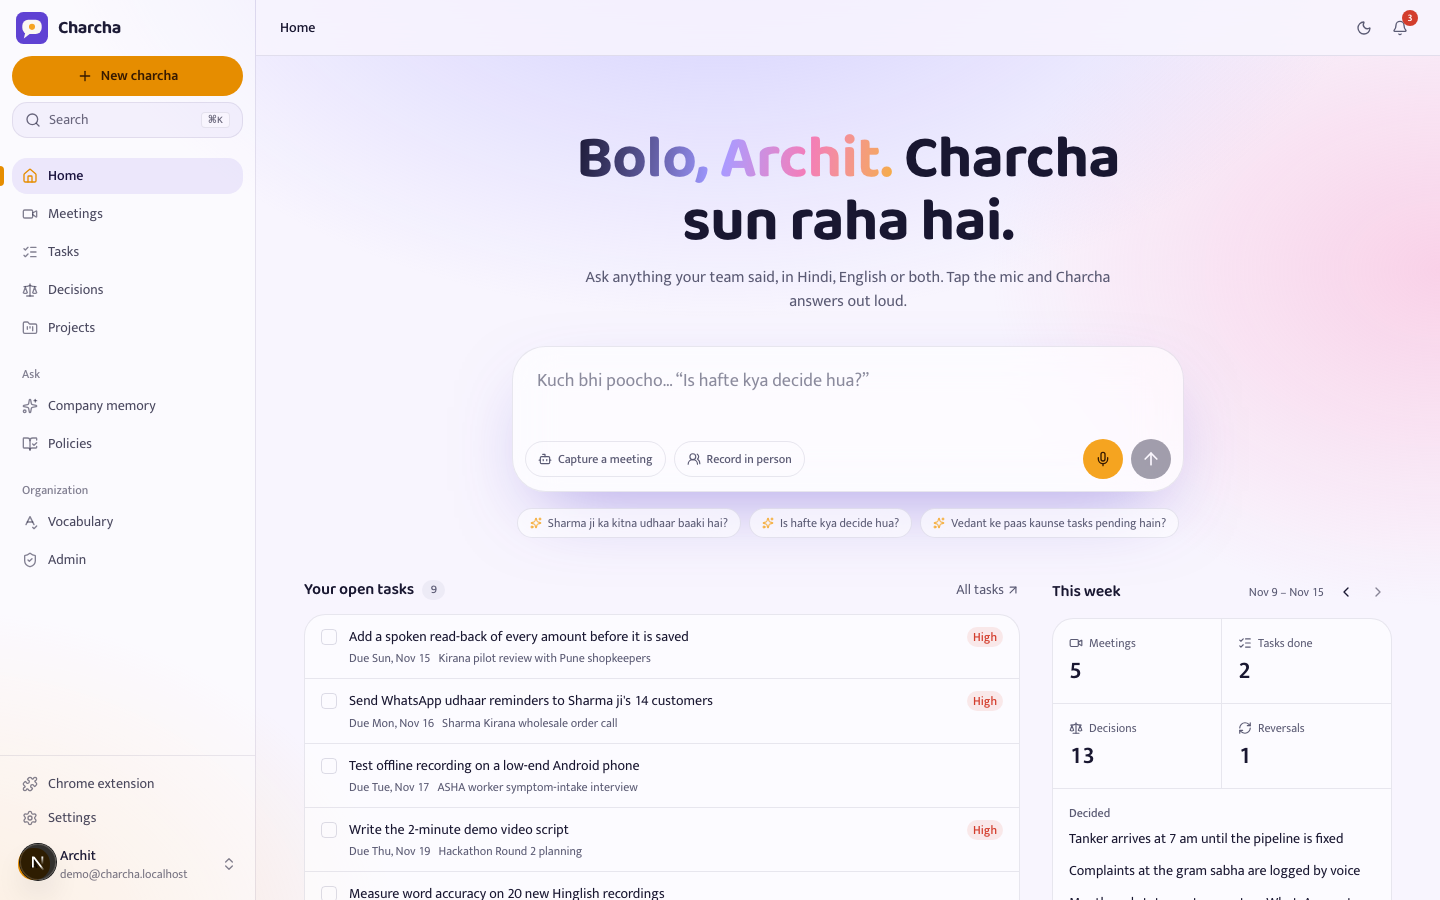 Charcha
New charcha
Search
⌘K
Home
Meetings
Tasks
Decisions
Projects
Ask
Company memory
Policies
Organization
Vocabulary
Admin
Chrome extension
Settings
N
Archit
demo@charcha.localhost
Home
3
Bolo, Archit. Charcha
sun raha hai.
Ask anything your team said, in Hindi, English or both. Tap the mic and Charcha
answers out loud.
Kuch bhi poocho... “Is hafte kya decide hua?”
Capture a meeting
Record in person
Sharma ji ka kitna udhaar baaki hai?
Is hafte kya decide hua?
Vedant ke paas kaunse tasks pending hain?
Your open tasks 9
All tasks
Add a spoken read-back of every amount before it is saved
High
Due Sun, Nov 15 Kirana pilot review with Pune shopkeepers
Send WhatsApp udhaar reminders to Sharma ji's 14 customers
High
Due Mon, Nov 16 Sharma Kirana wholesale order call
Test offline recording on a low-end Android phone
Due Tue, Nov 17 ASHA worker symptom-intake interview
Write the 2-minute demo video script
High
Due Thu, Nov 19 Hackathon Round 2 planning
Measure word accuracy on 20 new Hinglish recordings
This week
Nov 9 – Nov 15
Meetings
5
Tasks done
2
Decisions
13
Reversals
1
Decided
Tanker arrives at 7 am until the pipeline is fixed
Complaints at the gram sabha are logged by voice